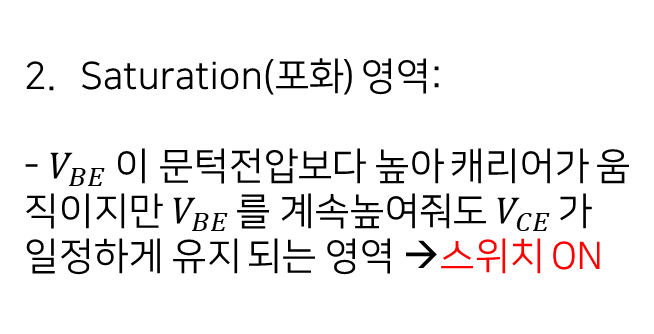 2. Saturation(포화) 영역:
- V_BE 이 문턱전압보다 높아 캐리어가 움
직이지만 V_BE 를 계속높여줘도 V_CE 가
일정하게 유지 되는 영역 →스위치 ON